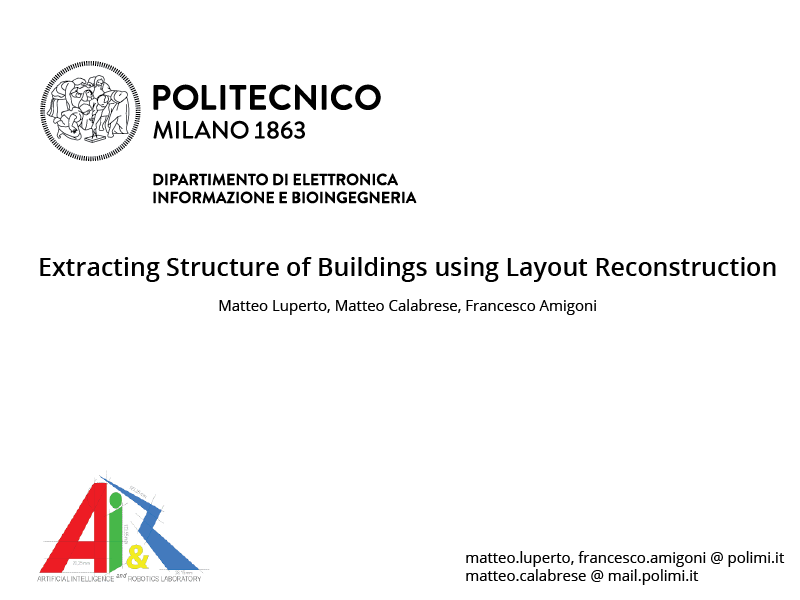 POLITECNICO
MILANO 1863
DIPARTIMENTO DI ELETTRONICA
INFORMAZIONE E BIOINGEGNERIA
Extracting Structure of Buildings using Layout Reconstruction
Matteo Luperto, Matteo Calabrese, Francesco Amigoni
Ai&R
ARTIFICIAL INTELLIGENCE and ROBOTICS LABORATORY
matteo.luperto, francesco.amigoni @ polimi.it
matteo.calabrese @ mail.polimi.it